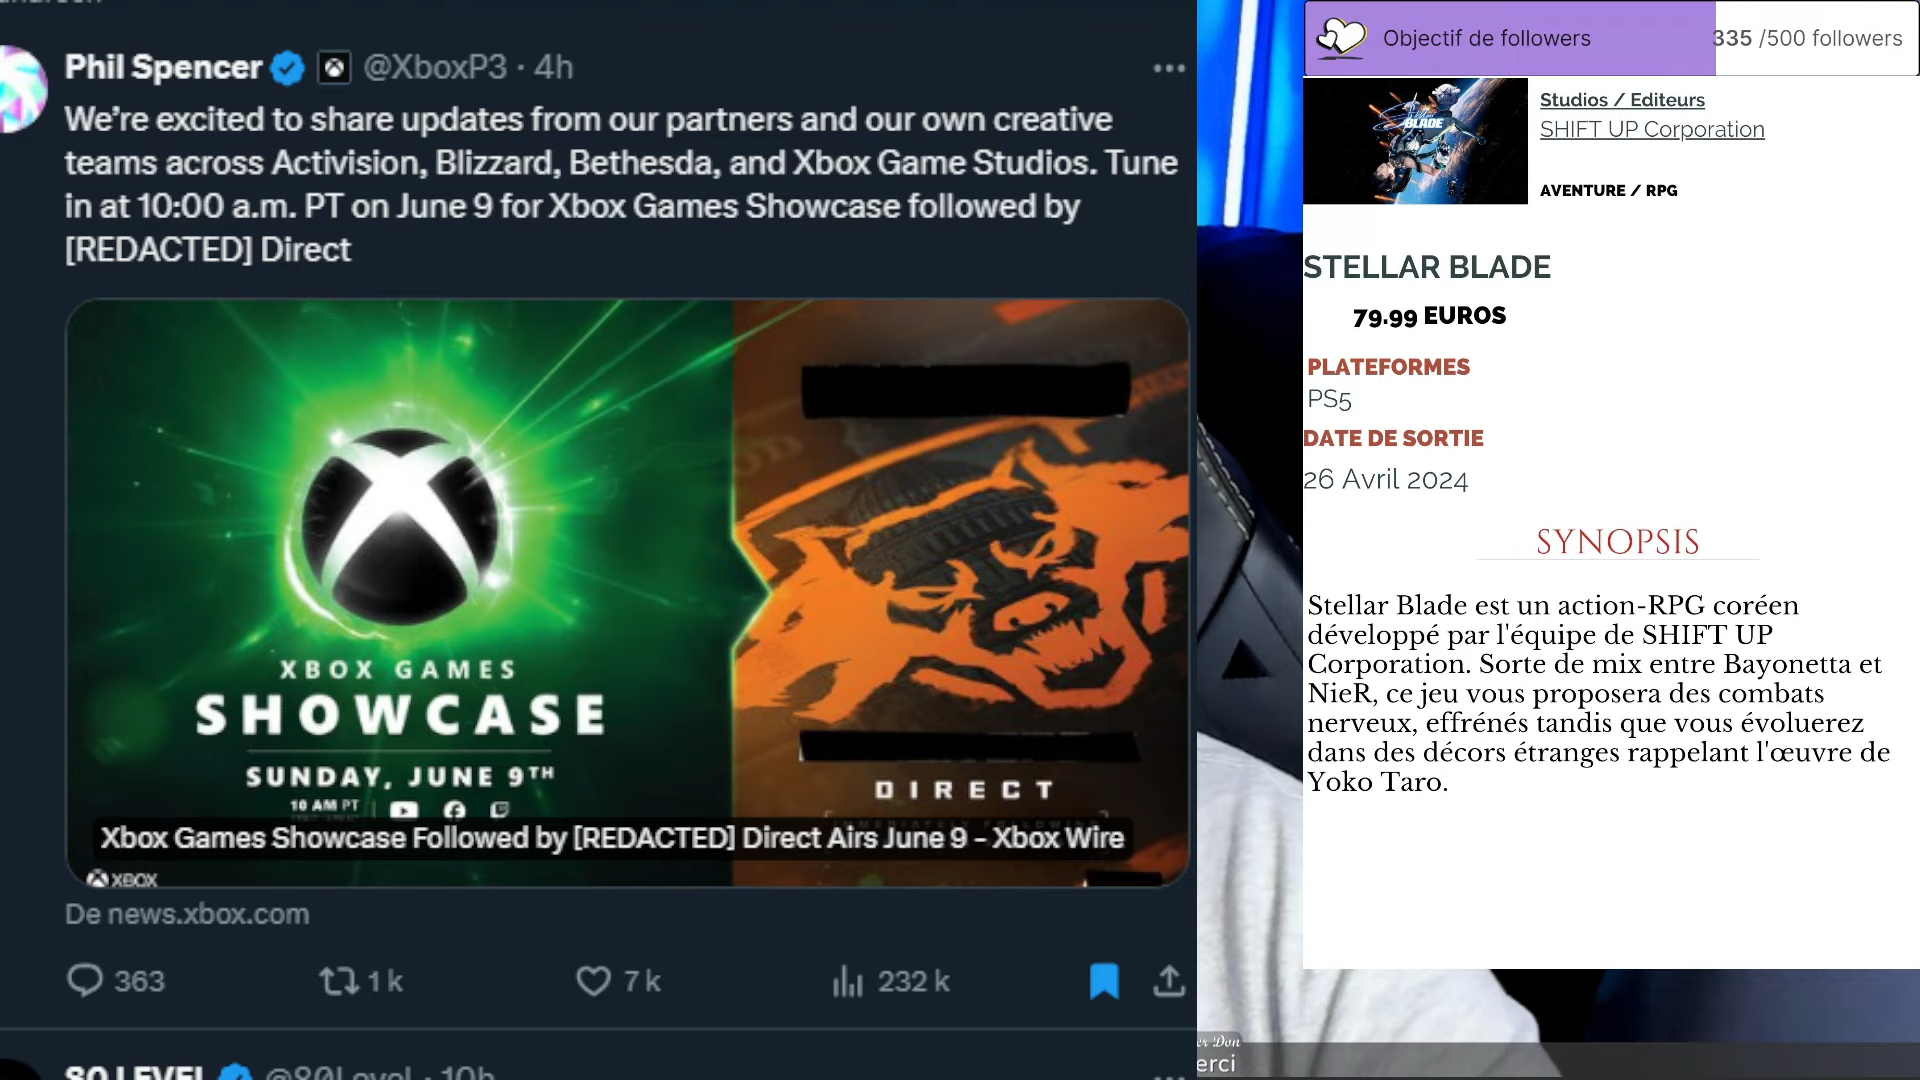 Phil Spencer @XboxP3 · 4h
We're excited to share updates from our partners and our own creative
teams across Activision, Blizzard, Bethesda, and Xbox Game Studios. Tune
in at 10:00 a.m. PT on June 9 for Xbox Games Showcase followed by
[REDACTED] Direct
XBOX GAMES
SHOWCASE
SUNDAY, JUNE 9TH
10 AM PT
DIRECT
Xbox Games Showcase Followed by [REDACTED] Direct Airs June 9 - Xbox Wire
XBOX
De news.xbox.com
363 1 k 7 k 232 k
80 LEVEL @80Level · 10h
Objectif de followers 335 /500 followers
BLADE
Studios / Editeurs
SHIFT UP Corporation
AVENTURE / RPG
STELLAR BLADE
79.99 EUROS
PLATEFORMES
PS5
DATE DE SORTIE
26 Avril 2024
SYNOPSIS
Stellar Blade est un action-RPG coréen
développé par l'équipe de SHIFT UP
Corporation. Sorte de mix entre Bayonetta et
NieR, ce jeu vous proposera des combats
nerveux, effrénés tandis que vous évoluerez
dans des décors étranges rappelant l'œuvre de
Yoko Taro.
Don
erci